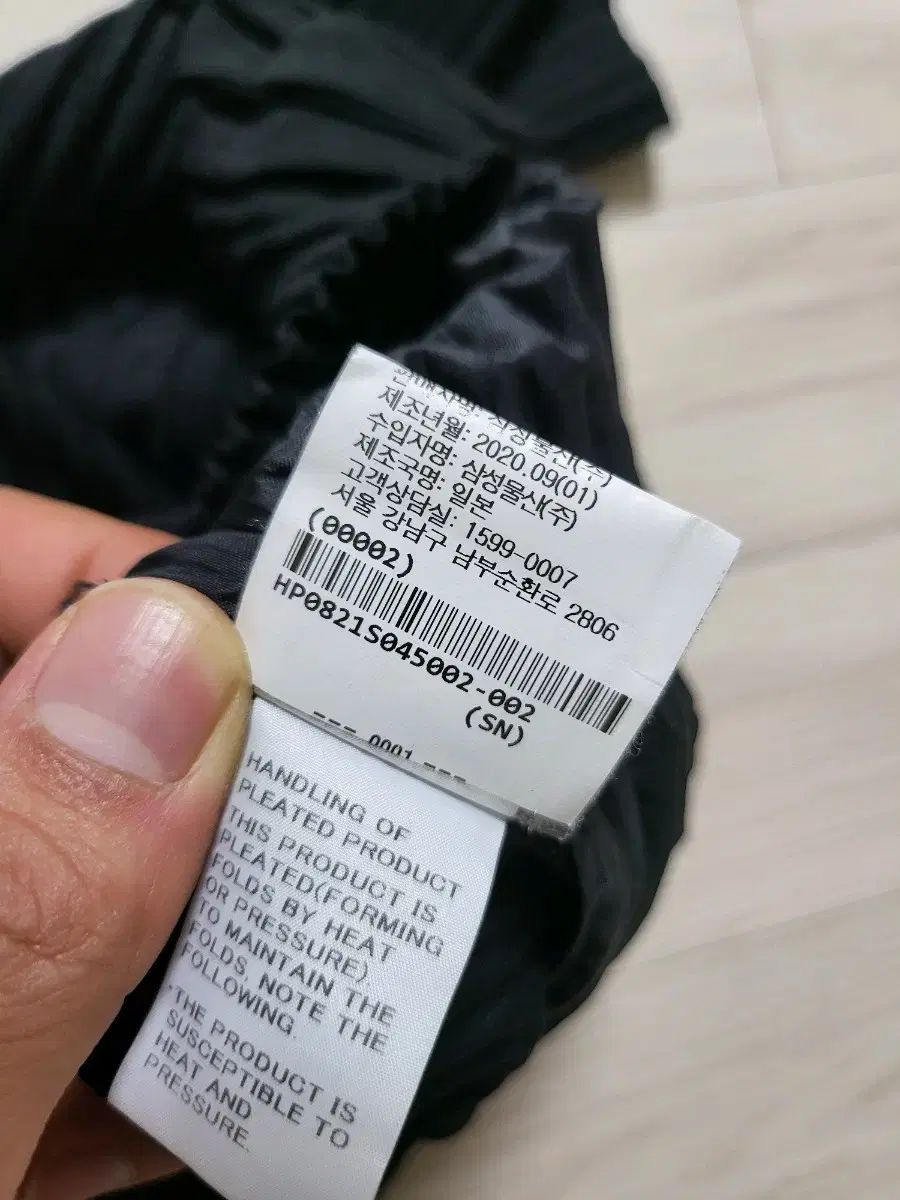 제조년월: 2020 09(01)
수입자명: 삼성물산(주)
제조국명: 일본
고객상담실: 1599-0007
서울 강남구 남부순환로 2806
(00002)
HP0821S045002-002
(SN)
--- 0001 ---
HANDLING OF
PLEATED PRODUCT
THIS PRODUCT IS
PLEATED(FORMING
FOLDS BY HEAT
OR PRESSURE).
TO MAINTAIN THE
FOLDS, NOTE THE
FOLLOWING.
·THE PRODUCT IS
SUSCEPTIBLE TO
HEAT AND
PRESSURE.